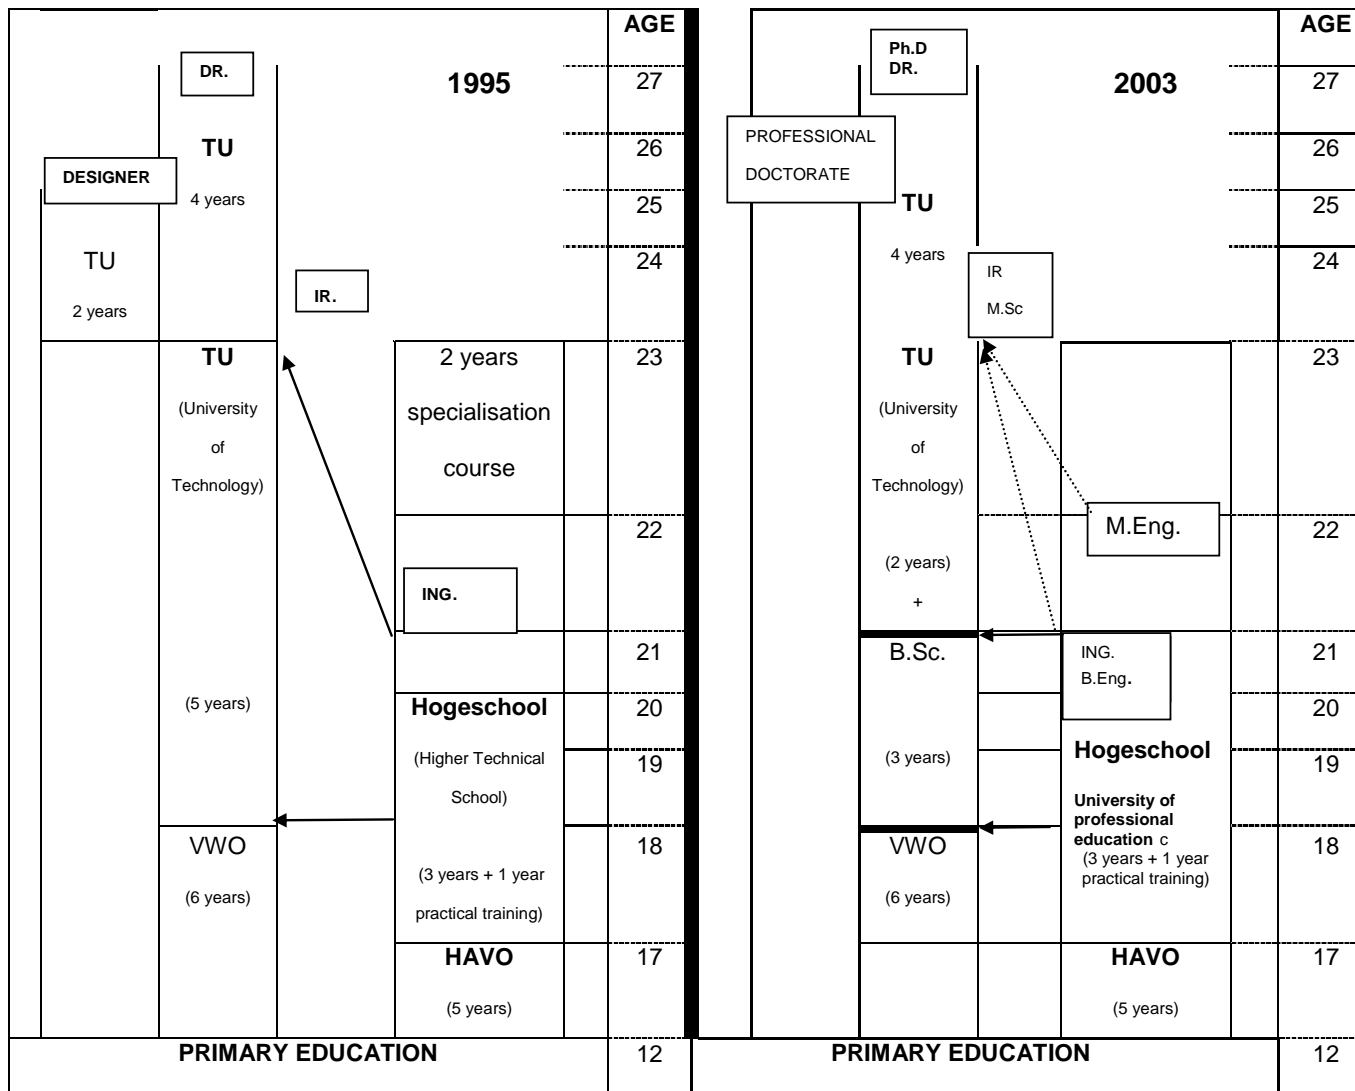 AGE
DR.
1995
27
TU
26
DESIGNER
4 years
25
TU
24
IR.
2 years
TU
2 years
23
(University
specialisation
of
course
Technology)
22
ING.
21
(5 years)
Hogeschool
20
(Higher Technical
19
School)
VWO
18
(6 years)
(3 years + 1 year
practical training)
HAVO
17
(5 years)
PRIMARY EDUCATION
12
AGE
Ph.D
DR.
2003
27
PROFESSIONAL
26
DOCTORATE
TU
25
4 years
24
IR
M.Sc
TU
23
(University
of
Technology)
M.Eng.
22
(2 years)
+
B.Sc.
ING.
21
B.Eng.
20
Hogeschool
(3 years)
19
University of
professional
education c
VWO
18
(3 years + 1 year
practical training)
(6 years)
HAVO
17
(5 years)
PRIMARY EDUCATION
12